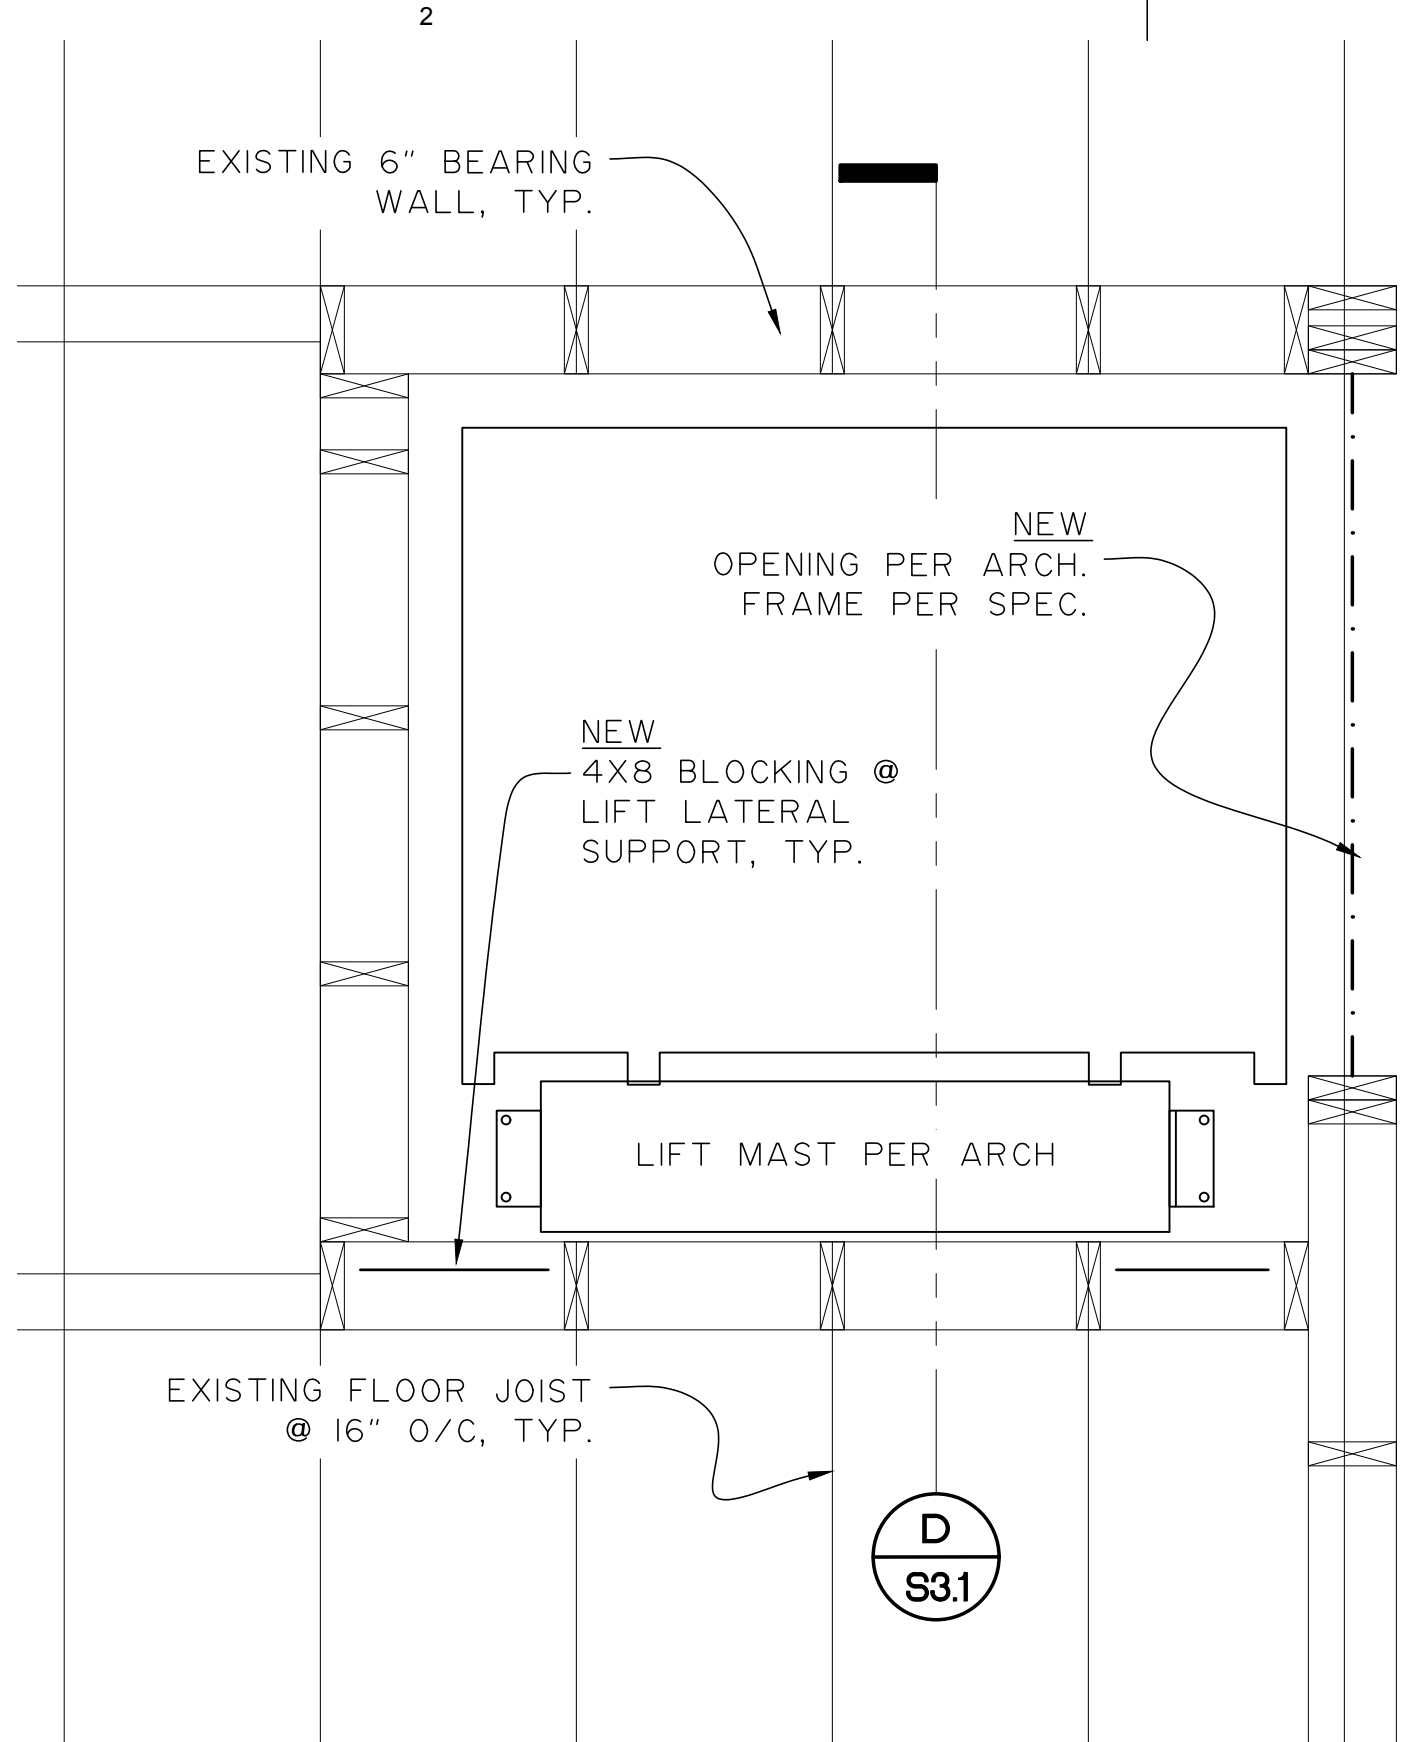 2
EXISTING 6" BEARING
WALL, TYP.
NEW
OPENING PER ARCH.
FRAME PER SPEC.
NEW
4X8 BLOCKING @
LIFT LATERAL
SUPPORT, TYP.
LIFT MAST PER ARCH
EXISTING FLOOR JOIST
@ 16" O/C, TYP.
D
S3.1